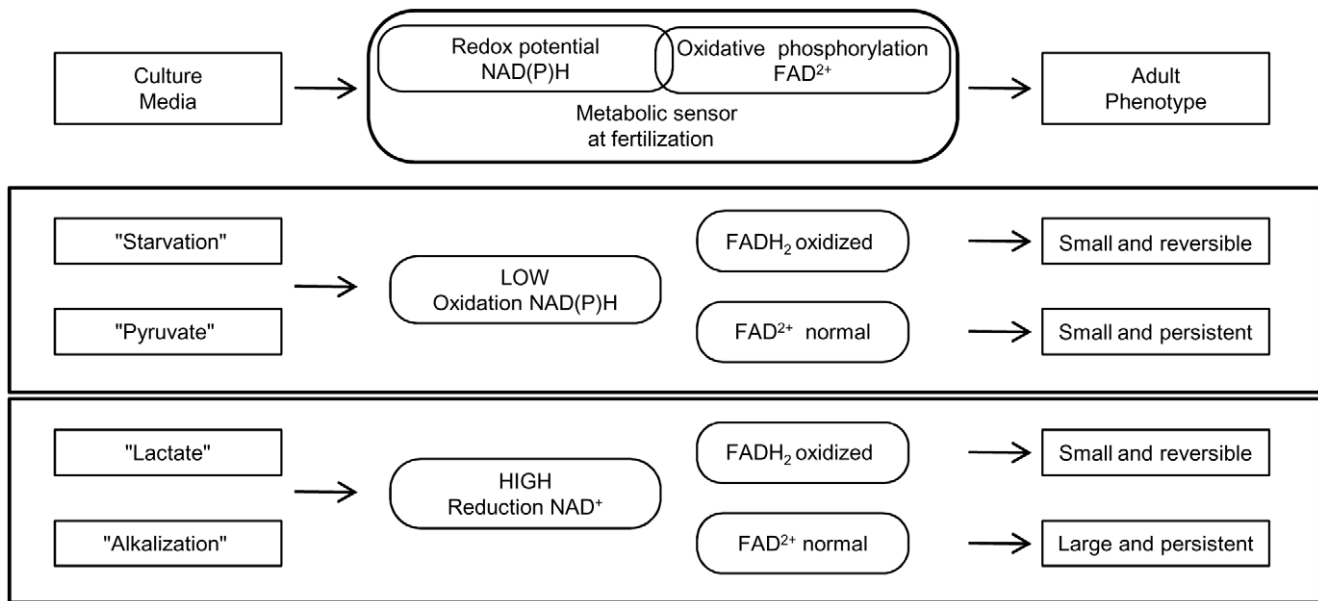 Culture
Media
Redox potential
NAD(P)H
Oxidative phosphorylation
FAD²⁺
Metabolic sensor
at fertilization
Adult
Phenotype
"Starvation"
"Pyruvate"
LOW
Oxidation NAD(P)H
FADH₂ oxidized
FAD²⁺ normal
Small and reversible
Small and persistent
"Lactate"
"Alkalization"
HIGH
Reduction NAD⁺
FADH₂ oxidized
FAD²⁺ normal
Small and reversible
Large and persistent